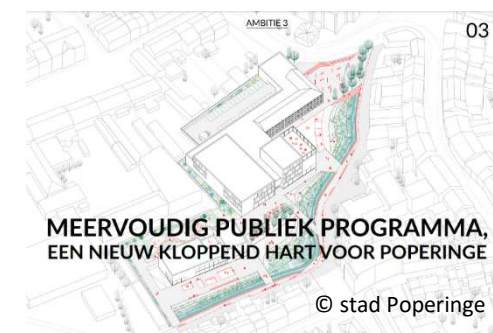 AMBITIE 3
03
MEERVOUDIG PUBLIEK PROGRAMMA,
EEN NIEUW KLOPPEND HART VOOR POPERINGE
© stad Poperinge